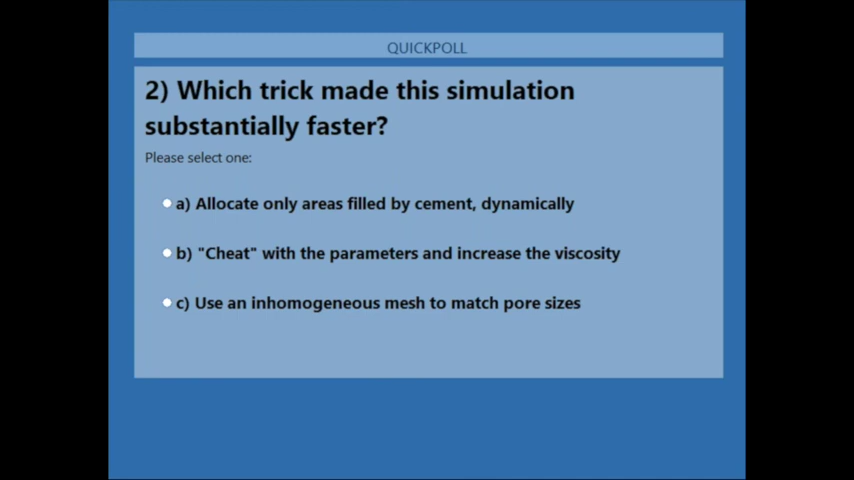 QUICKPOLL
2) Which trick made this simulation
substantially faster?
Please select one:
a) Allocate only areas filled by cement, dynamically
b) "Cheat" with the parameters and increase the viscosity
c) Use an inhomogeneous mesh to match pore sizes